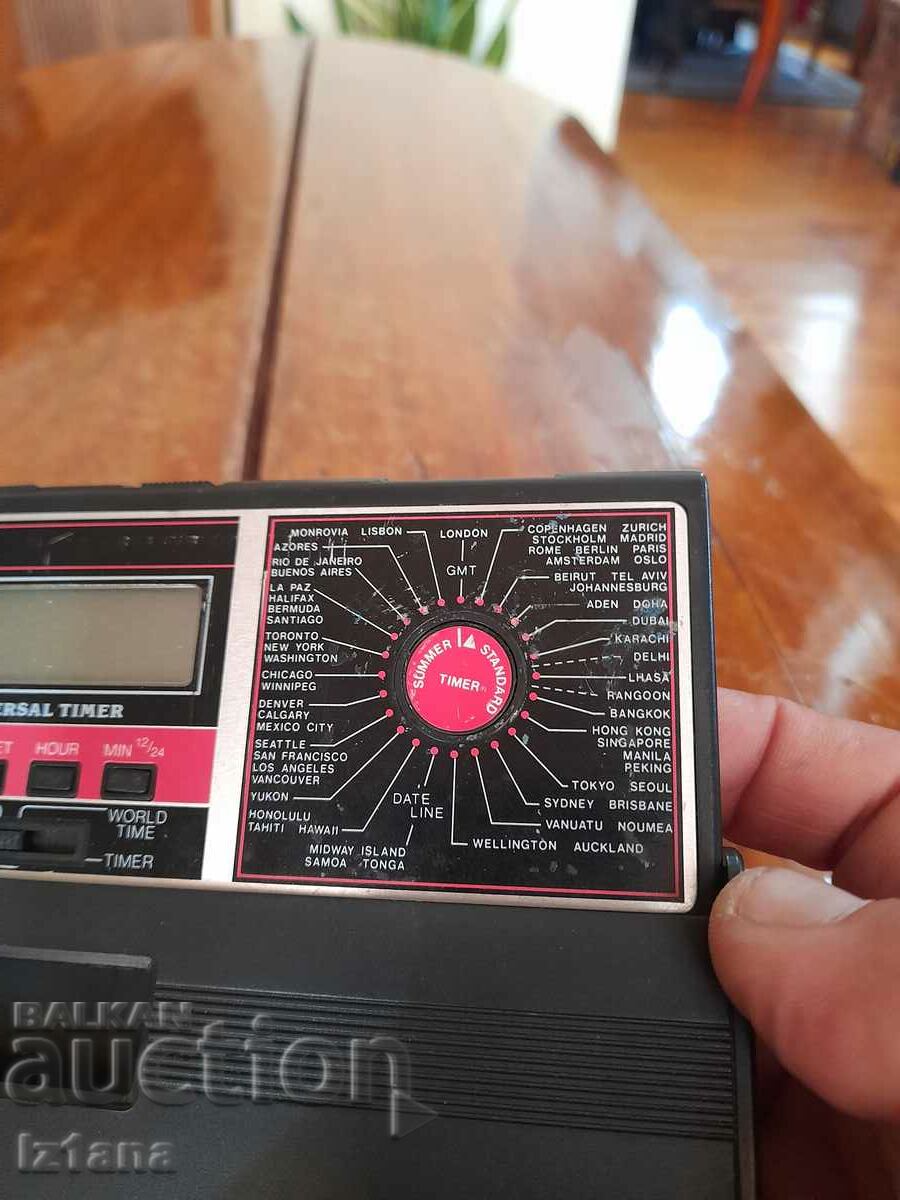 MONROVIA LISBON
AZORES
RIO DE JANEIRO
BUENOS AIRES
LA PAZ
HALIFAX
BERMUDA
SANTIAGO
TORONTO
NEW YORK
WASHINGTON
CHICAGO
WINNIPEG
DENVER
CALGARY
MEXICO CITY
SEATTLE
SAN FRANCISCO
LOS ANGELES
VANCOUVER
YUKON
HONOLULU
TAHITI HAWAII
MIDWAY ISLAND
SAMOA TONGA
DATE
LINE
LONDON
GMT
COPENHAGEN ZURICH
STOCKHOLM MADRID
ROME BERLIN PARIS
AMSTERDAM OSLO
BEIRUT TEL AVIV
JOHANNESBURG
ADEN DOHA
DUBAI
KARACHI
DELHI
LHASA
RANGOON
BANGKOK
HONG KONG
SINGAPORE
MANILA
PEKING
TOKYO SEOUL
SYDNEY BRISBANE
VANUATU NOUMEA
WELLINGTON AUCKLAND
SUMMER STANDARD
TIMER
ERSAL TIMER
ET HOUR MIN 12/24
WORLD
TIME
TIMER
BALKAN
auction
Iz1ana